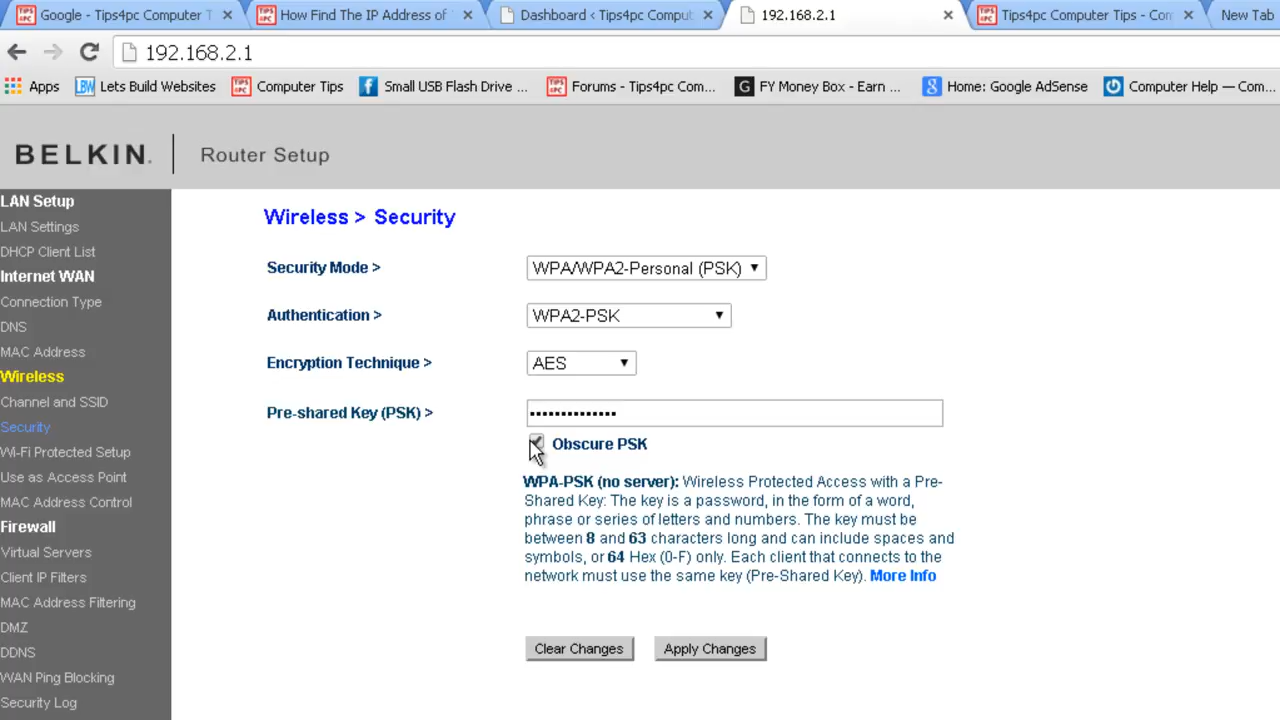 Google - Tips4pc Computer T
How Find The IP Address of
Dashboard ‹ Tips4pc Comput
192.168.2.1
Tips4pc Computer Tips - Con
New Tab
192.168.2.1
Apps
Lets Build Websites
Computer Tips
Small USB Flash Drive ...
Forums - Tips4pc Com...
FY Money Box - Earn ...
Home: Google AdSense
Computer Help — Com...
BELKIN.
Router Setup
LAN Setup
LAN Settings
DHCP Client List
Internet WAN
Connection Type
DNS
MAC Address
Wireless
Channel and SSID
Security
Wi-Fi Protected Setup
Use as Access Point
MAC Address Control
Firewall
Virtual Servers
Client IP Filters
MAC Address Filtering
DMZ
DDNS
WAN Ping Blocking
Security Log
Wireless > Security
Security Mode >
WPA/WPA2-Personal (PSK)
Authentication >
WPA2-PSK
Encryption Technique >
AES
Pre-shared Key (PSK) >
••••••••••••••
Obscure PSK
WPA-PSK (no server): Wireless Protected Access with a Pre-
Shared Key: The key is a password, in the form of a word,
phrase or series of letters and numbers. The key must be
between 8 and 63 characters long and can include spaces and
symbols, or 64 Hex (0-F) only. Each client that connects to the
network must use the same key (Pre-Shared Key). More Info
Clear Changes
Apply Changes